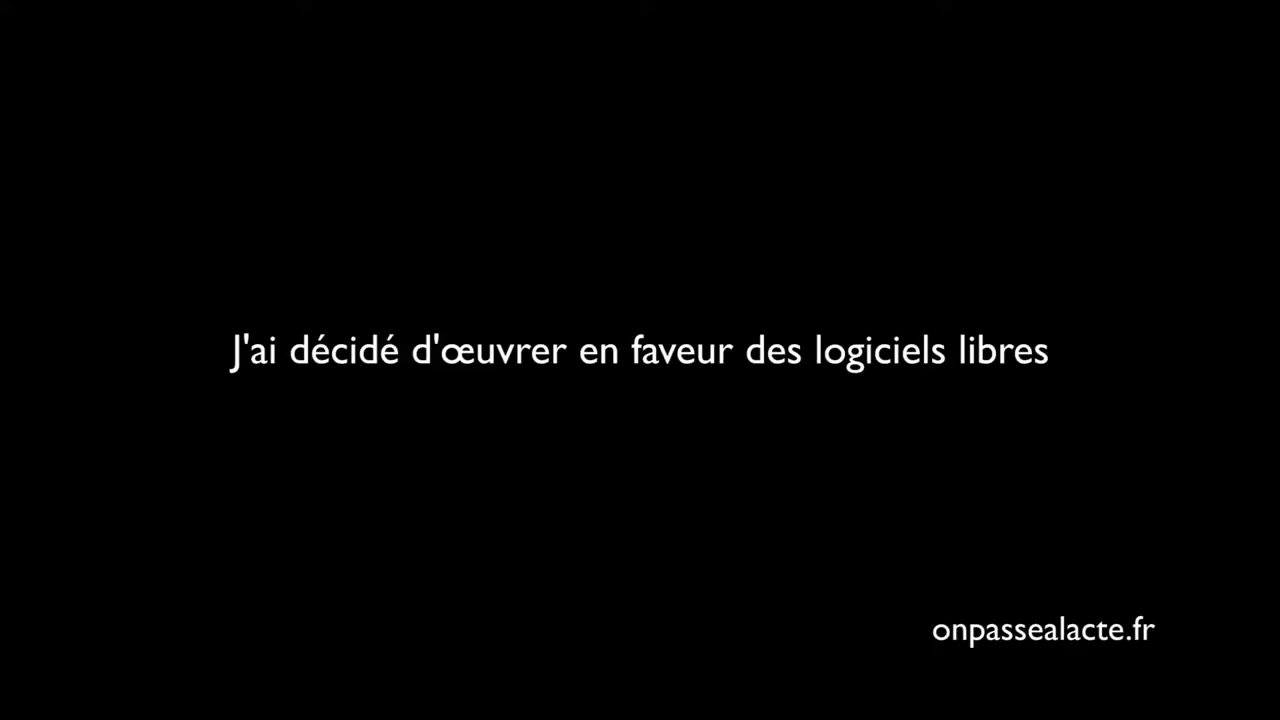 J'ai décidé d'œuvrer en faveur des logiciels libres
onpassealacte.fr